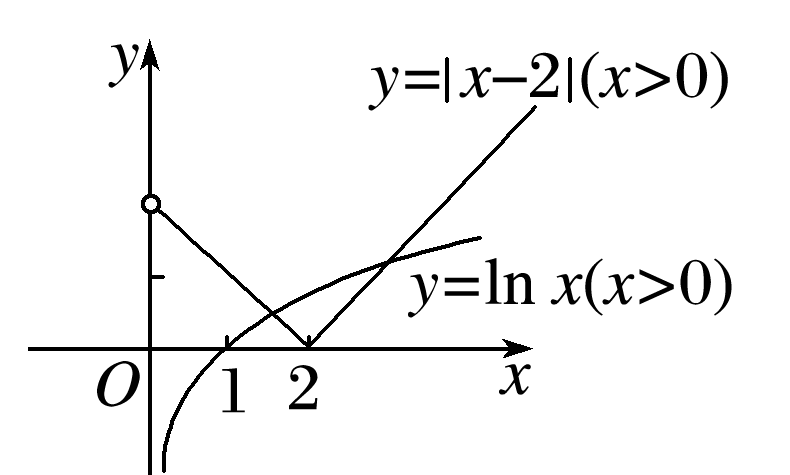 y
y=|x−2|(x>0)
y=ln x(x>0)
O
1
2
x